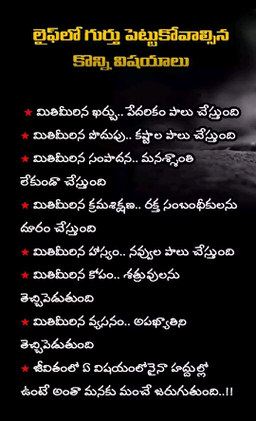 లైఫ్‌లో గుర్తు పెట్టుకోవాల్సిన
కొన్ని విషయాలు
★ మితిమీరిన ఖర్చు.. పేదరికం పాలు చేస్తుంది
★ మితిమీరిన పొదుపు.. కష్టాల పాలు చేస్తుంది
★ మితిమీరిన సంపాదన.. మనశ్శాంతి
లేకుండా చేస్తుంది
★ మితిమీరిన క్రమశిక్షణ.. రక్త సంబంధీకులను
దూరం చేస్తుంది
★ మితిమీరిన హాస్యం.. నవ్వుల పాలు చేస్తుంది
★ మితిమీరిన కోపం.. శత్రువులను
తెచ్చిపెడుతుంది
★ మితిమీరిన వ్యసనం.. అపఖ్యాతిని
తెచ్చిపెడుతుంది
★ జీవితంలో ఏ విషయంలోనైనా హద్దుల్లో
ఉంటే అంతా మనకు మంచే జరుగుతుంది..!!